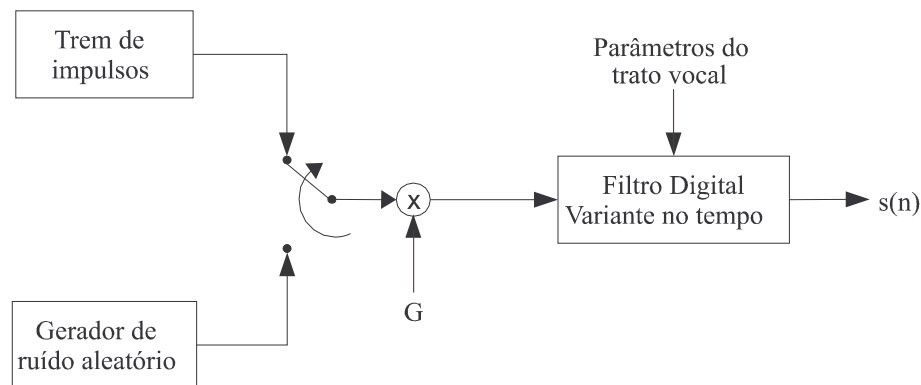 Trem de
impulsos
Parâmetros do
trato vocal
Filtro Digital
Variante no tempo
s(n)
x
G
Gerador de
ruído aleatório